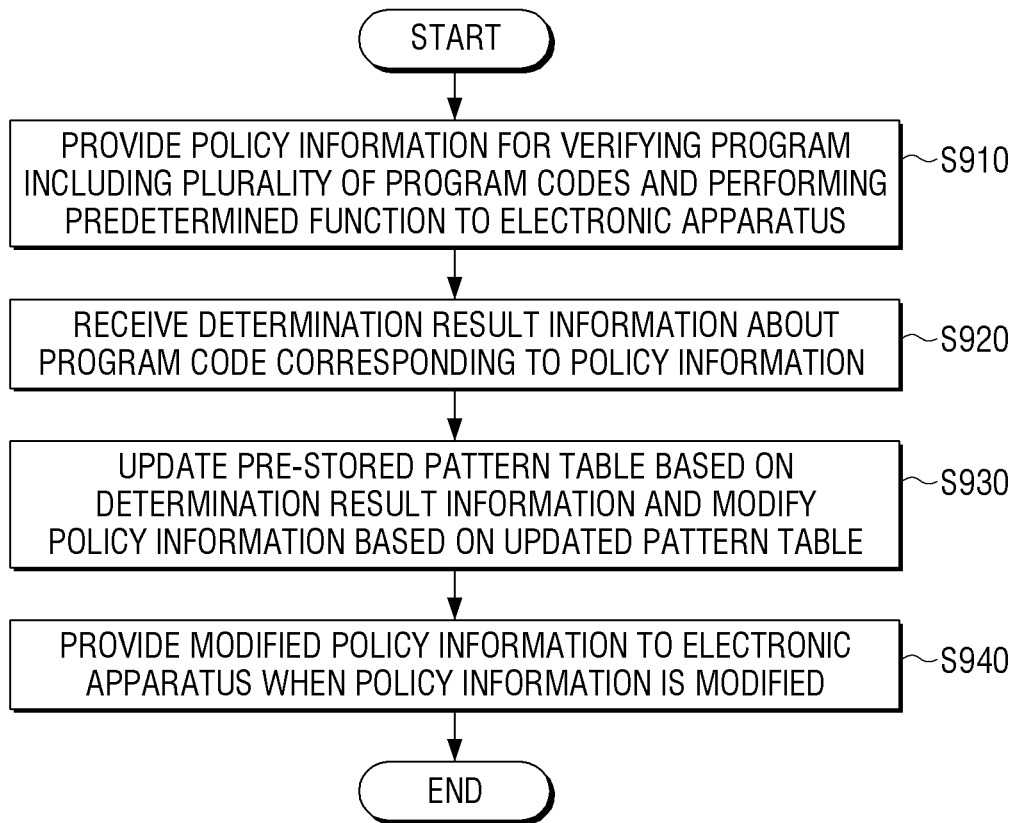 START
PROVIDE POLICY INFORMATION FOR VERIFYING PROGRAM
INCLUDING PLURALITY OF PROGRAM CODES AND PERFORMING
PREDETERMINED FUNCTION TO ELECTRONIC APPARATUS
S910
RECEIVE DETERMINATION RESULT INFORMATION ABOUT
PROGRAM CODE CORRESPONDING TO POLICY INFORMATION
S920
UPDATE PRE-STORED PATTERN TABLE BASED ON
DETERMINATION RESULT INFORMATION AND MODIFY
POLICY INFORMATION BASED ON UPDATED PATTERN TABLE
S930
PROVIDE MODIFIED POLICY INFORMATION TO ELECTRONIC
APPARATUS WHEN POLICY INFORMATION IS MODIFIED
S940
END